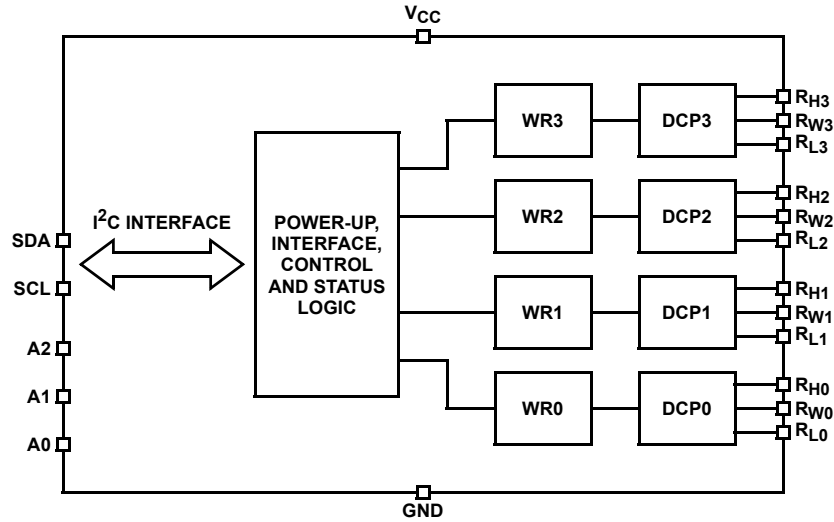 VCC
I2C INTERFACE
SDA
SCL
A2
A1
A0
POWER-UP,
INTERFACE,
CONTROL
AND STATUS
LOGIC
WR3
DCP3
RH3
RW3
RL3
WR2
DCP2
RH2
RW2
RL2
WR1
DCP1
RH1
RW1
RL1
WR0
DCP0
RH0
RW0
RL0
GND